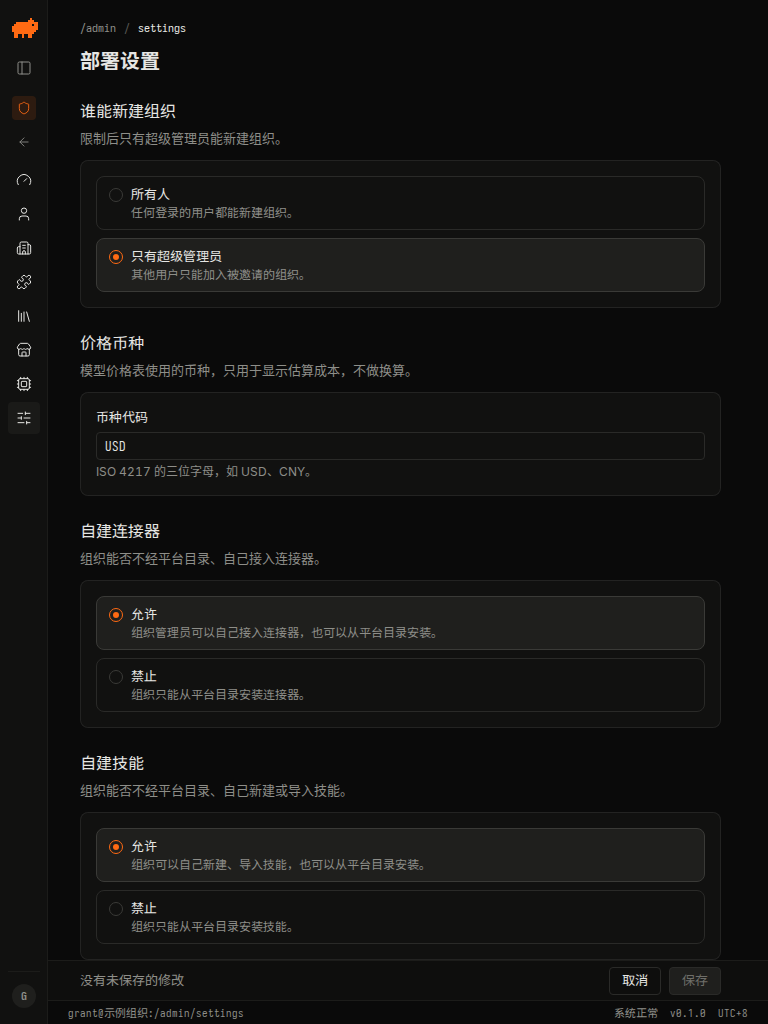 /admin / settings
部署设置
谁能新建组织
限制后只有超级管理员能新建组织。
所有人
任何登录的用户都能新建组织。
只有超级管理员
其他用户只能加入被邀请的组织。
价格币种
模型价格表使用的币种，只用于显示估算成本，不做换算。
币种代码
USD
ISO 4217 的三位字母，如 USD、CNY。
自建连接器
组织能否不经平台目录、自己接入连接器。
允许
组织管理员可以自己接入连接器，也可以从平台目录安装。
禁止
组织只能从平台目录安装连接器。
自建技能
组织能否不经平台目录、自己新建或导入技能。
允许
组织可以自己新建、导入技能，也可以从平台目录安装。
禁止
组织只能从平台目录安装技能。
没有未保存的修改 取消 保存
G
grant@示例组织:/admin/settings 系统正常 v0.1.0 UTC+8